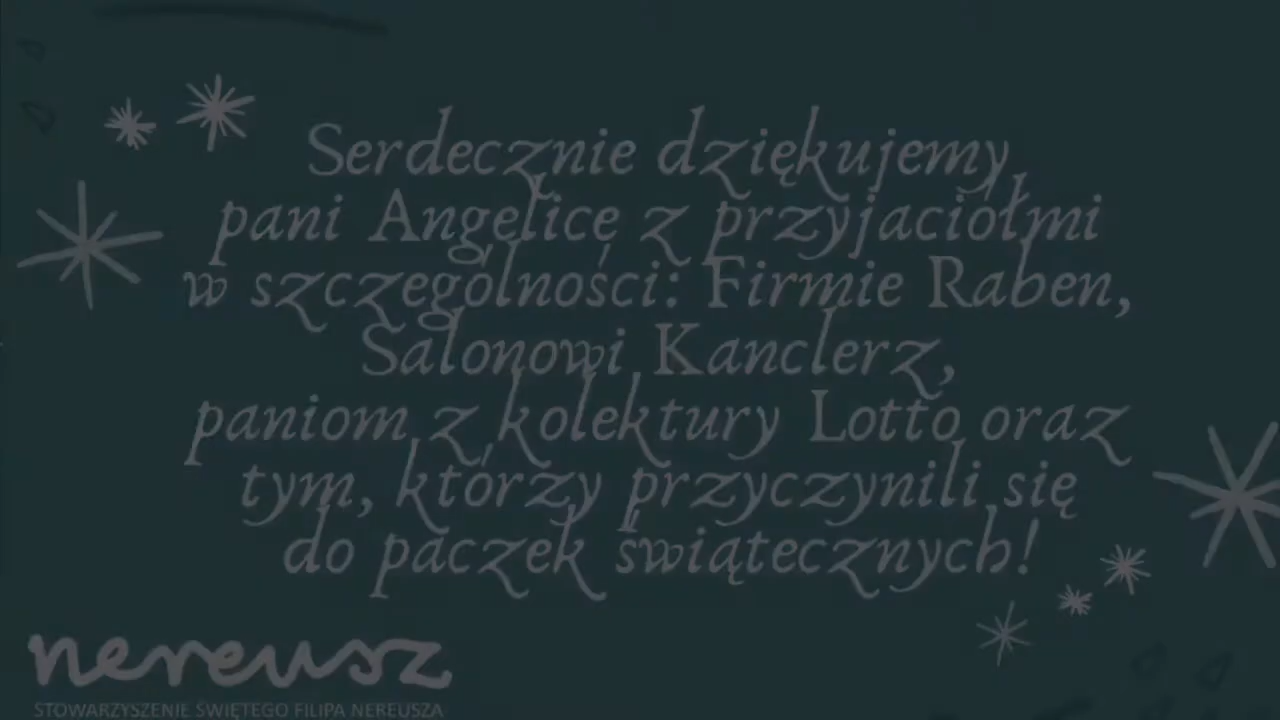 Serdecznie dziękujemy
pani Angelice z przyjaciółmi
w szczególności: Firmie Raben,
Salonowi Kanclerz,
paniom z kolektury Lotto oraz
tym, którzy przyczynili się
do paczek świątecznych!
nereusz
STOWARZYSZENIE ŚWIĘTEGO FILIPA NEREUSZA